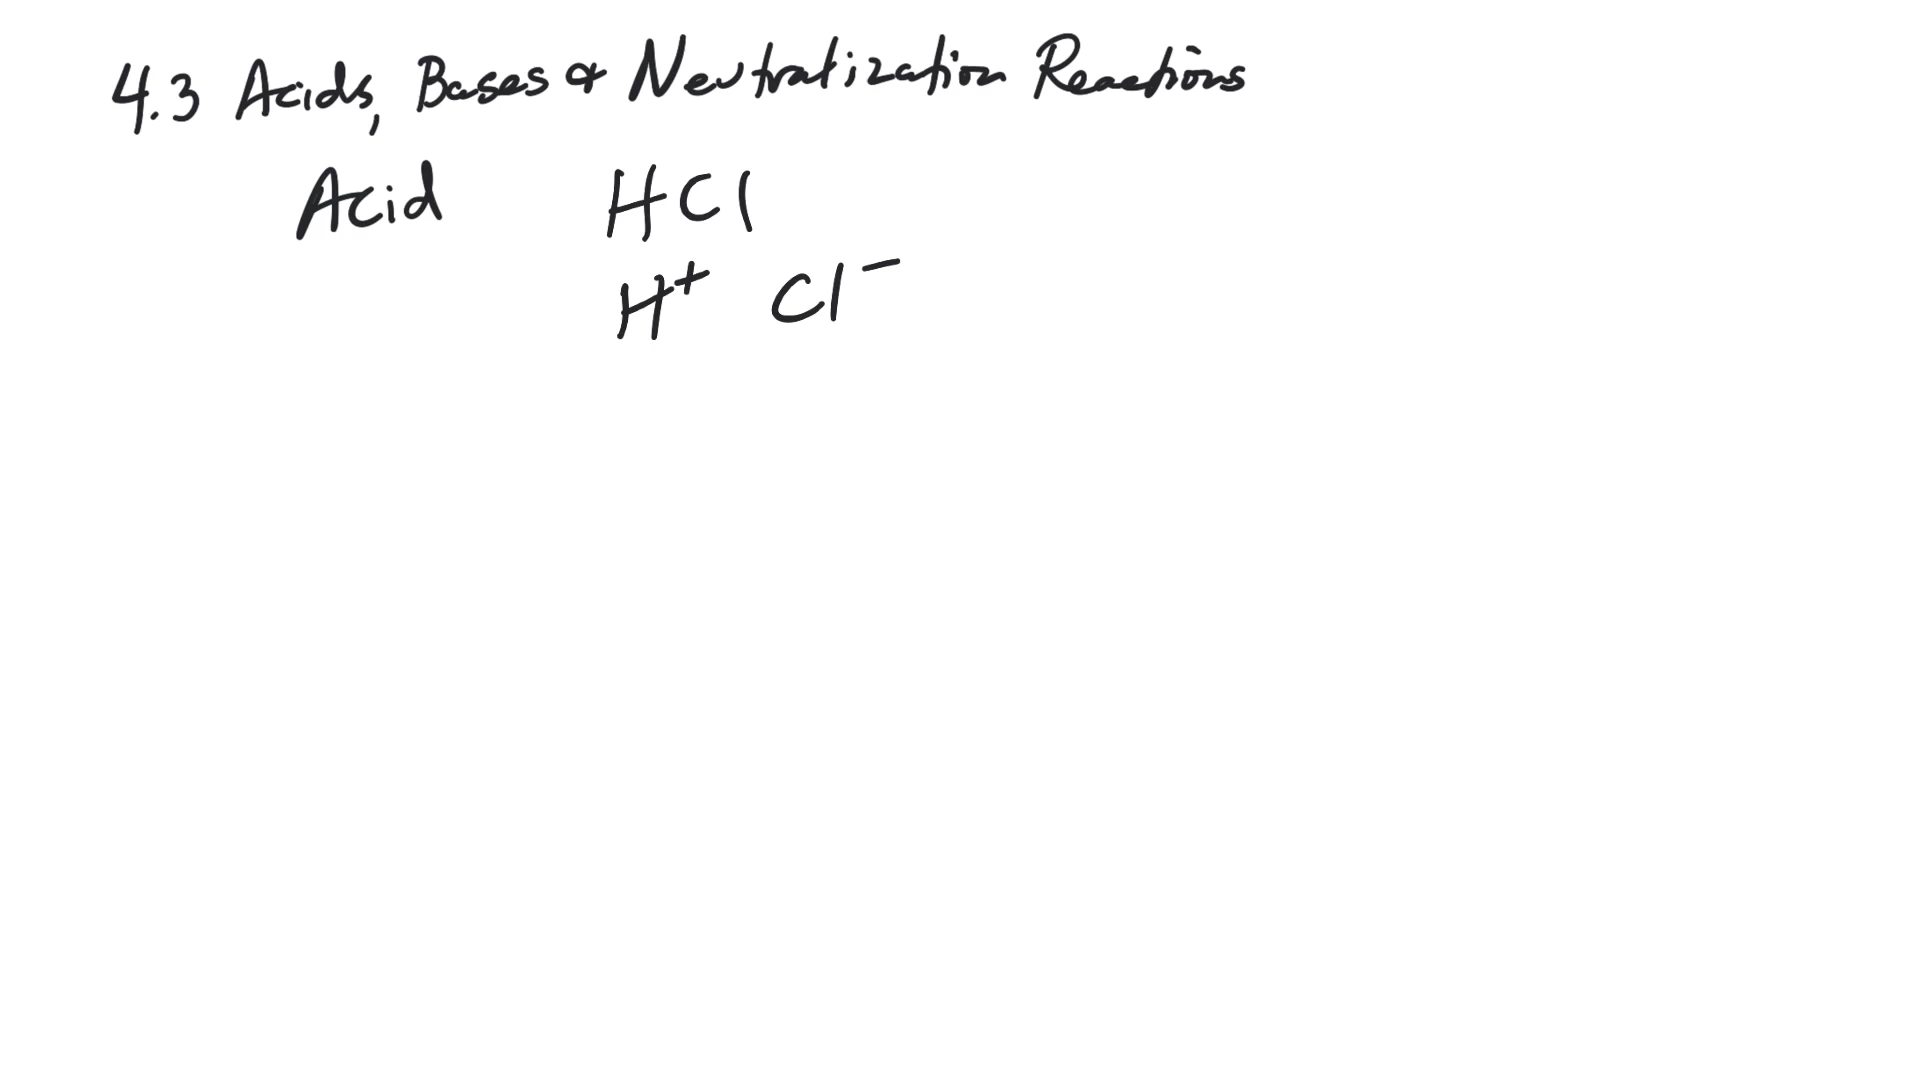 4.3 Acids, Bases & Neutralization Reactions
Acid HCl
H⁺ Cl⁻